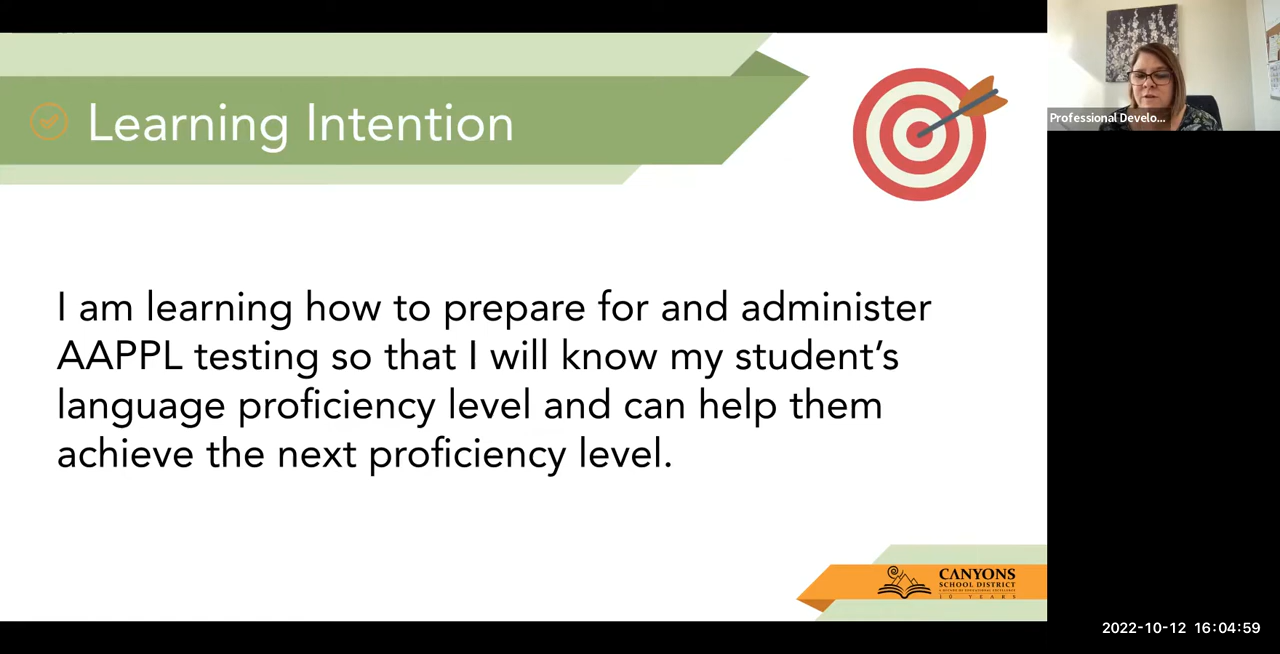 Learning Intention
Professional Develo...
I am learning how to prepare for and administer
AAPPL testing so that I will know my student's
language proficiency level and can help them
achieve the next proficiency level.
CANYONS
SCHOOL DISTRICT
10 YEARS
2022-10-12 16:04:59